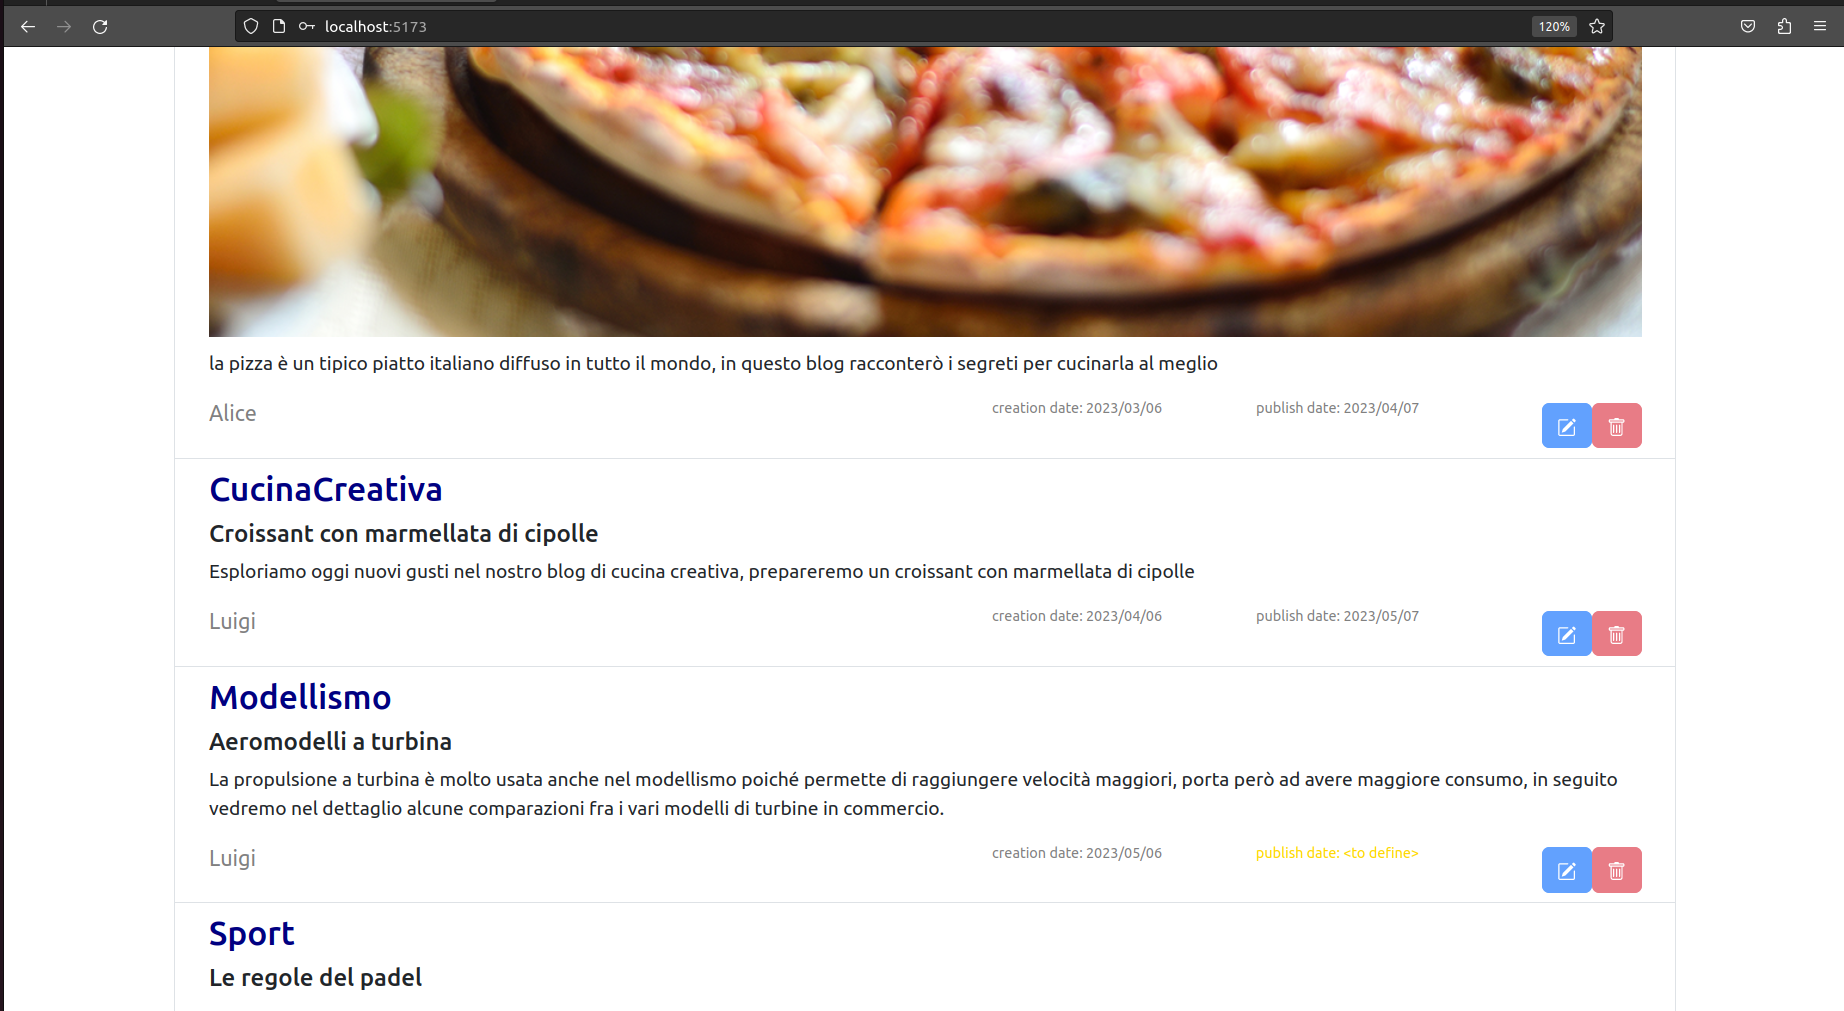 localhost:5173
120%
la pizza è un tipico piatto italiano diffuso in tutto il mondo, in questo blog racconterò i segreti per cucinarla al meglio
Alice
creation date: 2023/03/06
publish date: 2023/04/07
CucinaCreativa
Croissant con marmellata di cipolle
Esploriamo oggi nuovi gusti nel nostro blog di cucina creativa, prepareremo un croissant con marmellata di cipolle
Luigi
creation date: 2023/04/06
publish date: 2023/05/07
Modellismo
Aeromodelli a turbina
La propulsione a turbina è molto usata anche nel modellismo poiché permette di raggiungere velocità maggiori, porta però ad avere maggiore consumo, in seguito
vedremo nel dettaglio alcune comparazioni fra i vari modelli di turbine in commercio.
Luigi
creation date: 2023/05/06
publish date: <to define>
Sport
Le regole del padel